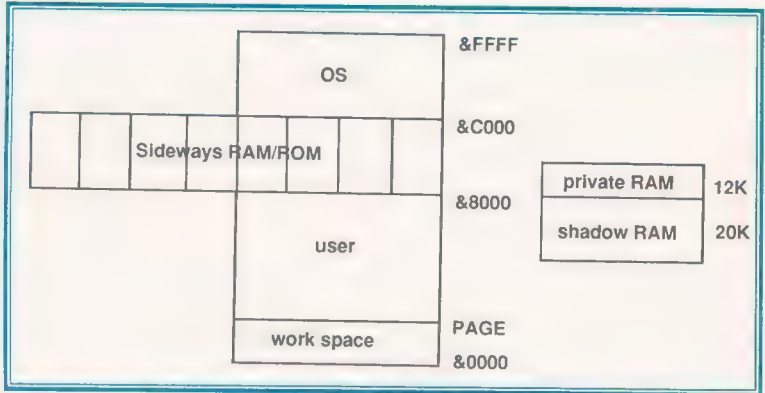 &FFFF
OS
&C000
Sideways RAM/ROM
private RAM 12K
&8000
shadow RAM 20K
user
PAGE
work space
&0000